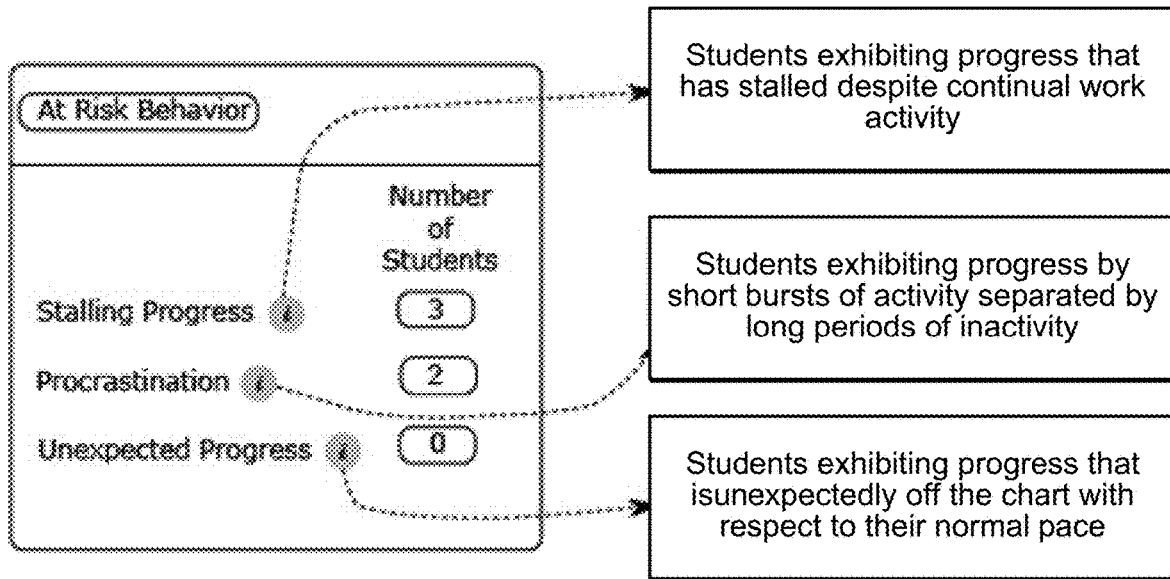 At Risk Behavior
Number
of
Students
Stalling Progress i
3
Procrastination i
2
Unexpected Progress i
0
Students exhibiting progress that
has stalled despite continual work
activity
Students exhibiting progress by
short bursts of activity separated by
long periods of inactivity
Students exhibiting progress that
isunexpectedly off the chart with
respect to their normal pace